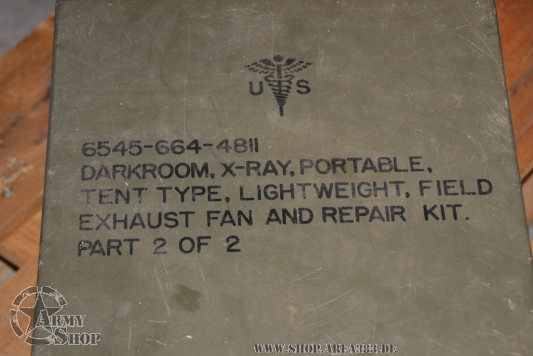 U S
6545-664-4811
DARKROOM, X-RAY, PORTABLE,
TENT TYPE, LIGHTWEIGHT, FIELD
EXHAUST FAN AND REPAIR KIT.
PART 2 OF 2
ARMY
SHOP